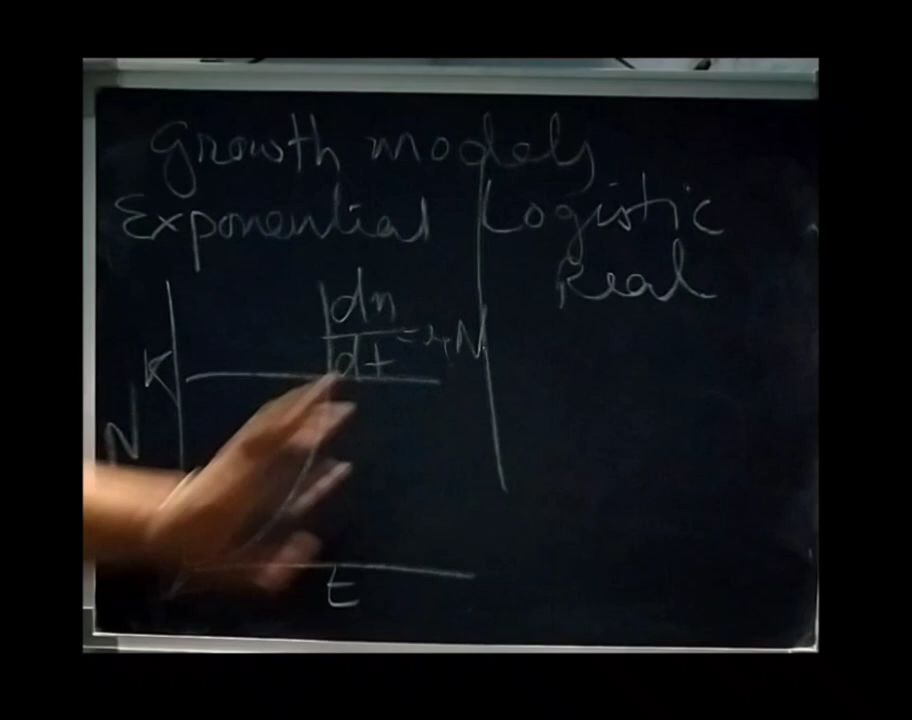 Growth models
Exponential | Logistic
Real
dn
dt = rN
K
N
t